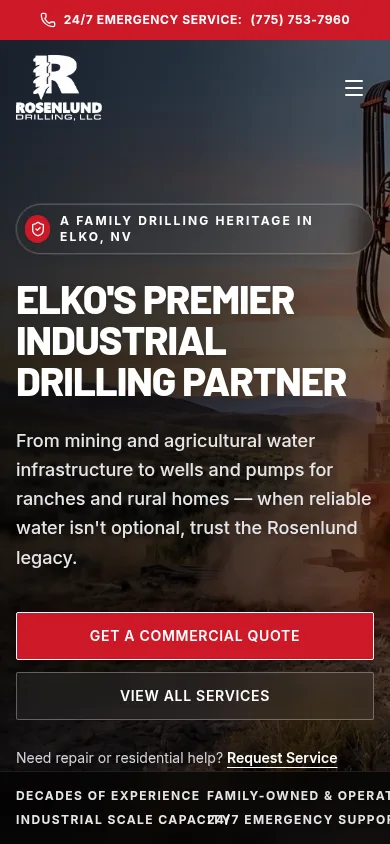 24/7 EMERGENCY SERVICE: (775) 753-7960
R
ROSENLUND
DRILLING, LLC
A FAMILY DRILLING HERITAGE IN
ELKO, NV
ELKO'S PREMIER
INDUSTRIAL
DRILLING PARTNER
From mining and agricultural water
infrastructure to wells and pumps for
ranches and rural homes — when reliable
water isn't optional, trust the Rosenlund
legacy.
GET A COMMERCIAL QUOTE
VIEW ALL SERVICES
Need repair or residential help? Request Service
DECADES OF EXPERIENCE FAMILY-OWNED & OPERAT
INDUSTRIAL SCALE CAPACITY 24/7 EMERGENCY SUPPOR